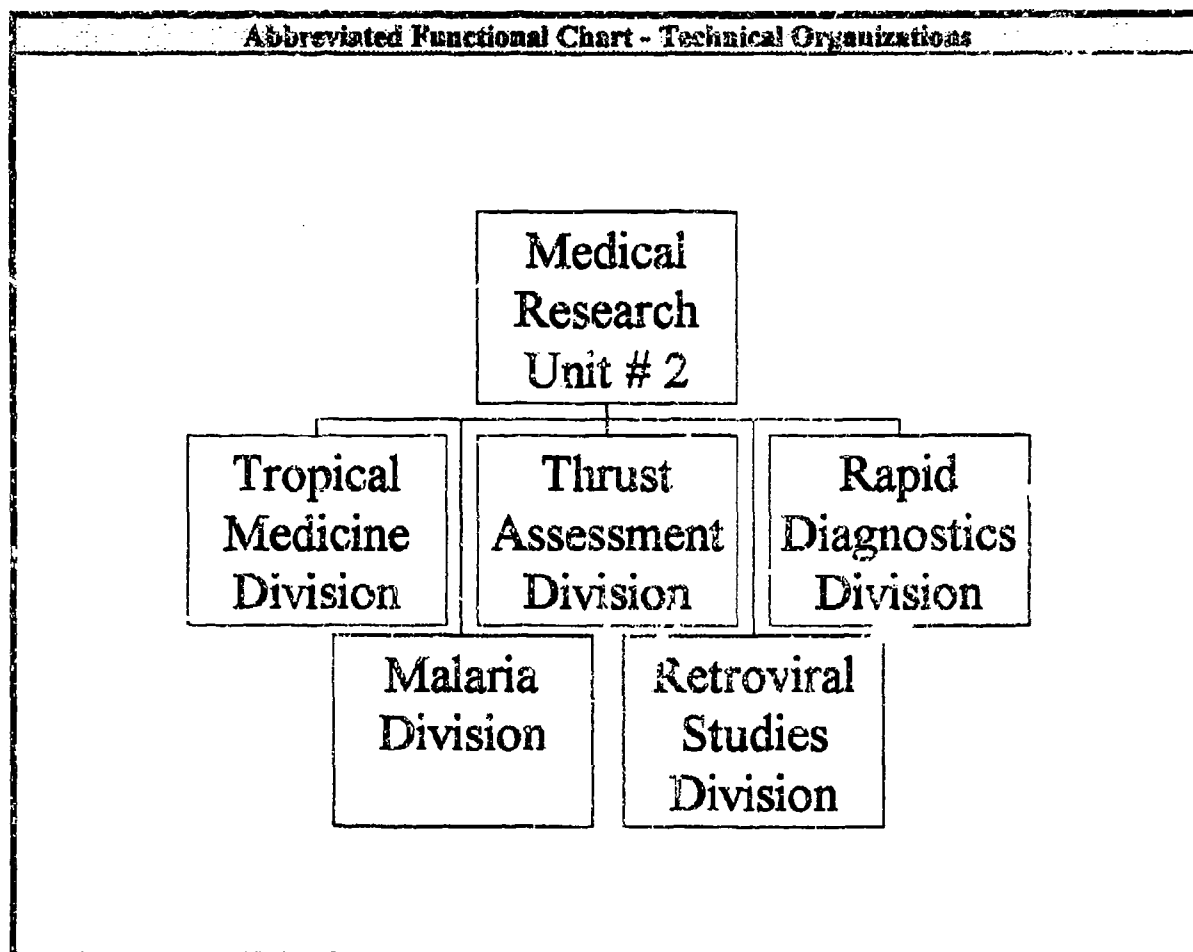 Abbreviated Functional Chart - Technical Organizations
Medical
Research
Unit # 2
Tropical
Medicine
Division
Thrust
Assessment
Division
Rapid
Diagnostics
Division
Malaria
Division
Retroviral
Studies
Division